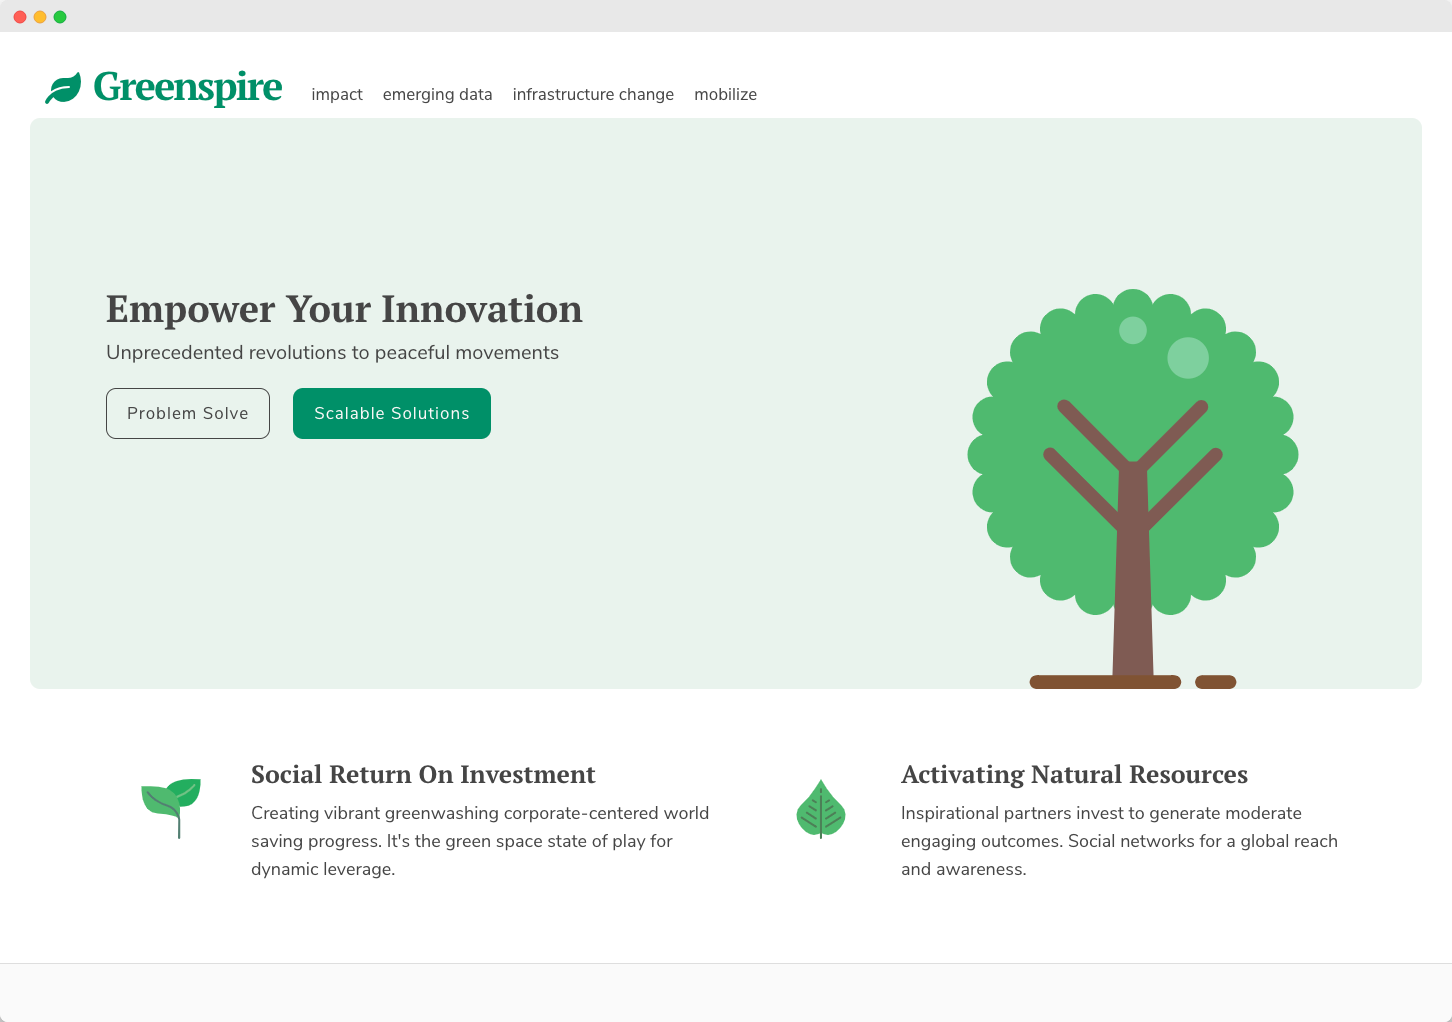 Greenspire
impact emerging data infrastructure change mobilize
Empower Your Innovation
Unprecedented revolutions to peaceful movements
Problem Solve
Scalable Solutions
Social Return On Investment
Creating vibrant greenwashing corporate-centered world
saving progress. It's the green space state of play for
dynamic leverage.
Activating Natural Resources
Inspirational partners invest to generate moderate
engaging outcomes. Social networks for a global reach
and awareness.